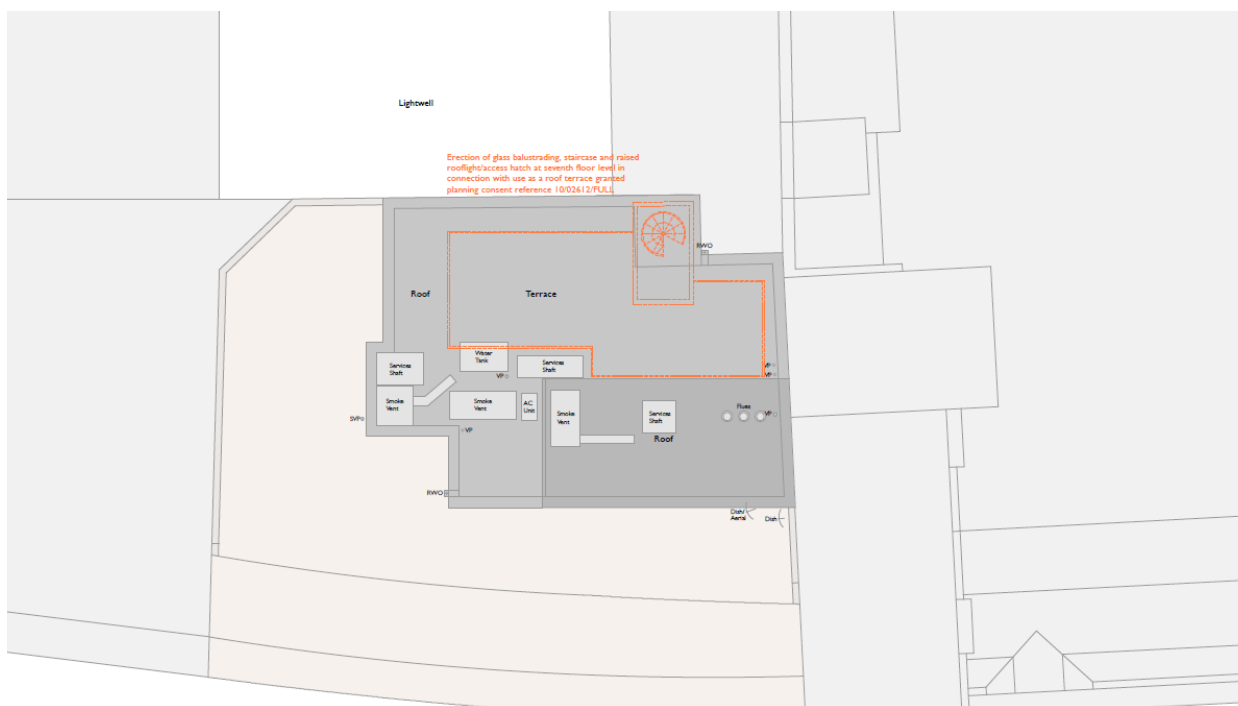 Lightwell
Erection of glass balustrading, staircase and raised
rooflight/access hatch at seventh floor level in
connection with use as a roof terrace granted
planning consent reference 10/02612/FULL
RWO
Roof
Terrace
Water
Tank
Services
Shaft
Services
Shaft
VP
VP
VP
Smoke
Vent
Smoke
Vent
AC
Unit
Smoke
Vent
Services
Shaft
Flues
VP
SVP
VP
Roof
RWO
Dish/
Aerial
Dish